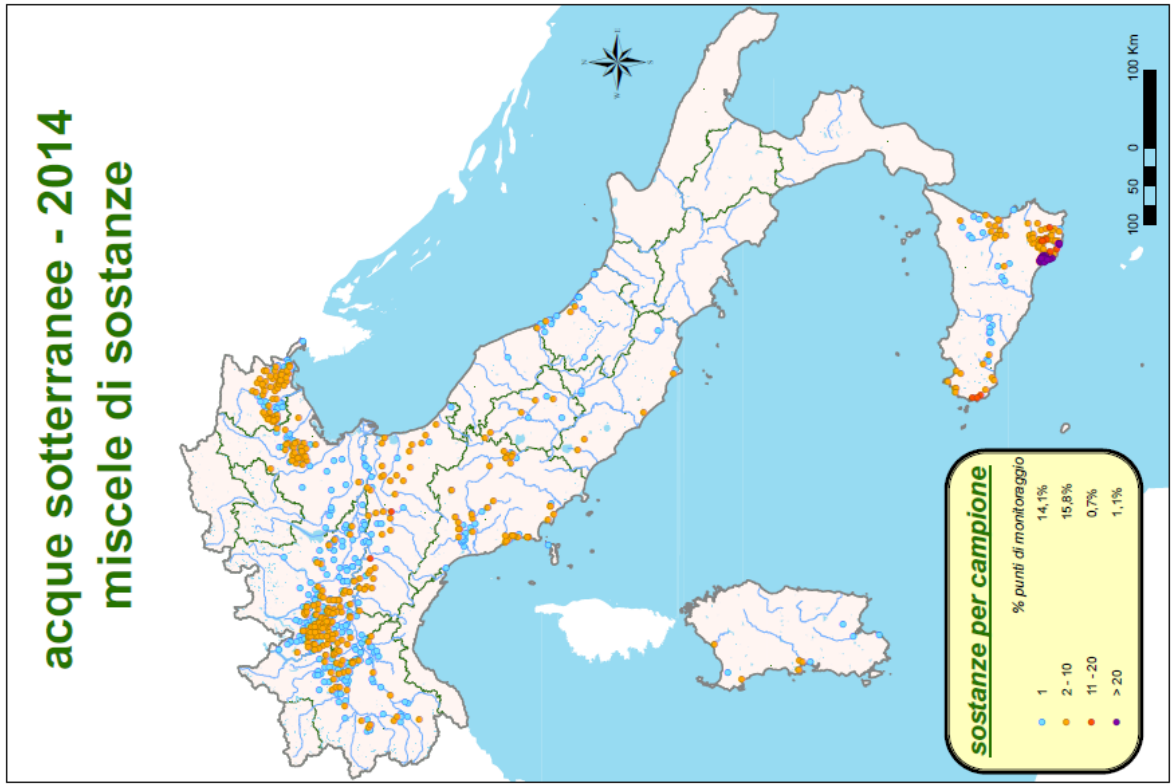 acque sotterranee - 2014
miscele di sostanze
100 50 0 100 Km
sostanze per campione
% punti di monitoraggio
1 14,1%
2 - 10 15,8%
11 - 20 0,7%
> 20 1,1%